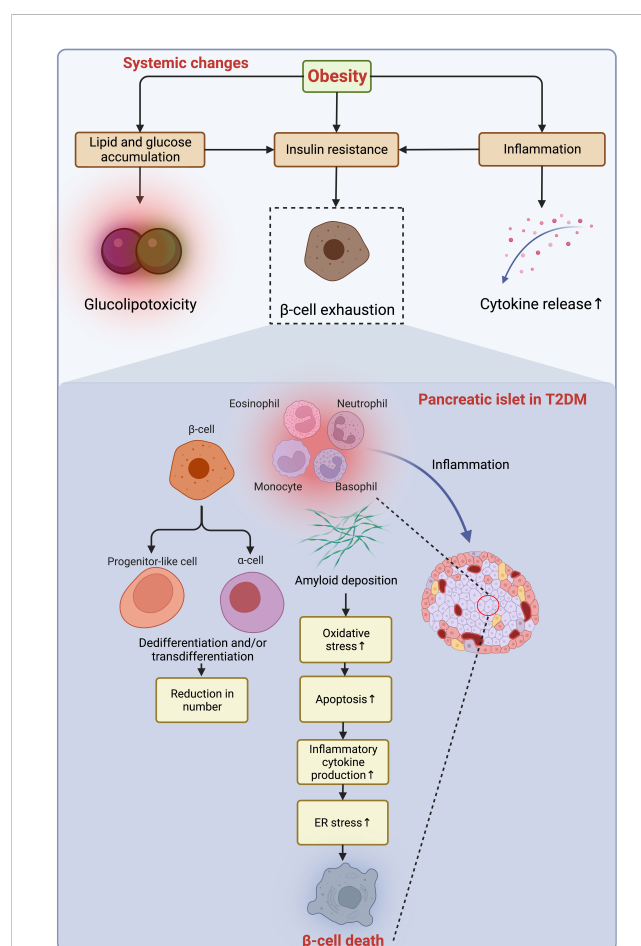 Systemic changes
Obesity
Lipid and glucose
accumulation
Insulin resistance
Inflammation
Glucolipotoxicity
β-cell exhaustion
Cytokine release↑
Pancreatic islet in T2DM
Eosinophil
Neutrophil
β-cell
Inflammation
Monocyte
Basophil
Progenitor-like cell
α-cell
Amyloid deposition
Dedifferentiation and/or
transdifferentiation
Oxidative
stress↑
Reduction in
number
Apoptosis↑
Inflammatory
cytokine
production↑
ER stress↑
β-cell death